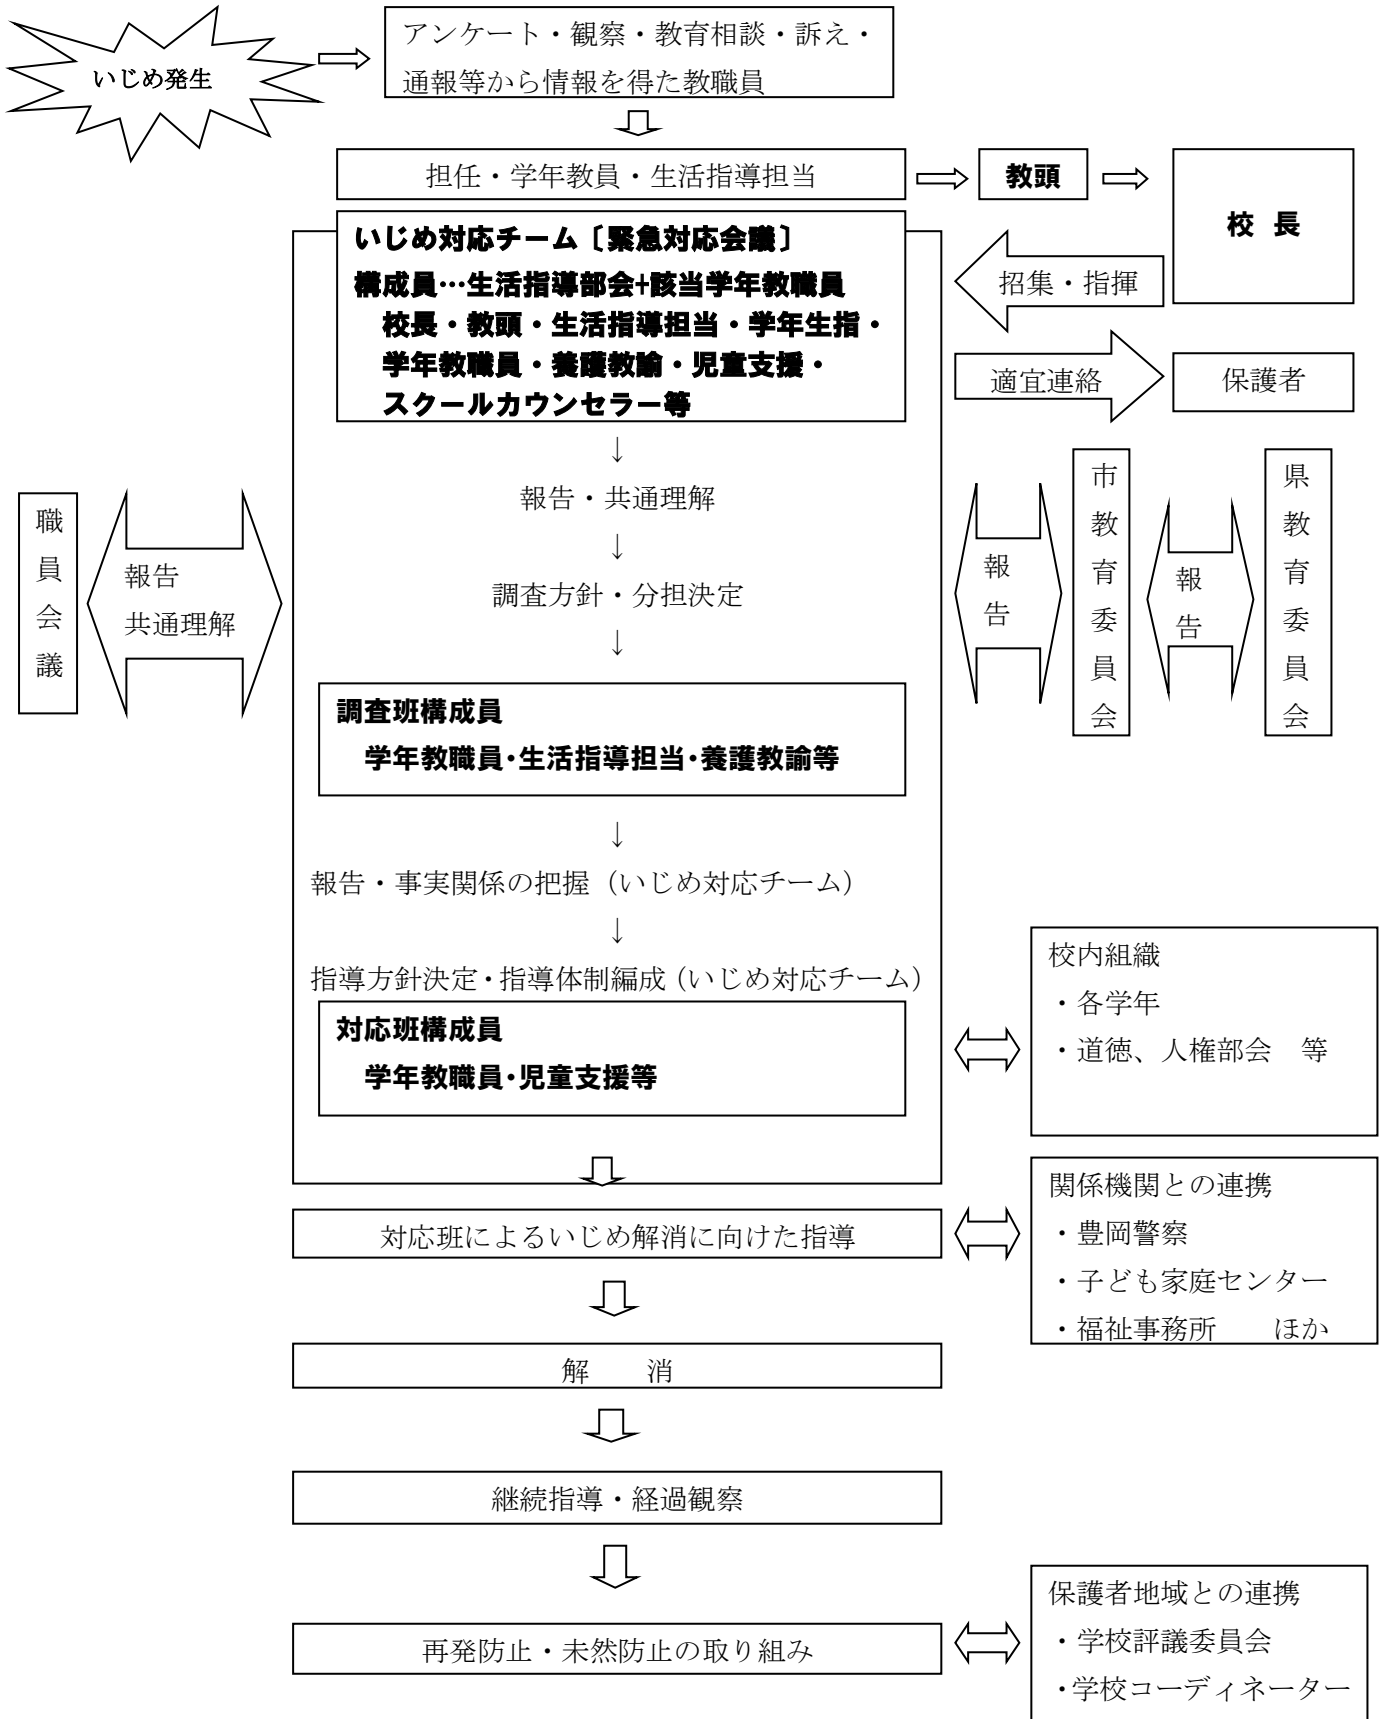 いじめ発生
アンケート・観察・教育相談・訴え・
通報等から情報を得た教職員
担任・学年教員・生活指導担当
教頭
校 長
いじめ対応チーム〔緊急対応会議〕
構成員…生活指導部会+該当学年教職員
校長・教頭・生活指導担当・学年生指・
学年教職員・養護教諭・児童支援・
スクールカウンセラー等
招集・指揮
適宜連絡
保護者
↓
報告・共通理解
↓
調査方針・分担決定
↓
職員会議
報告
共通理解
報告
市教育委員会
報告
県教育委員会
調査班構成員
学年教職員・生活指導担当・養護教諭等
↓
報告・事実関係の把握（いじめ対応チーム）
↓
指導方針決定・指導体制編成（いじめ対応チーム）
対応班構成員
学年教職員・児童支援等
校内組織
・各学年
・道徳、人権部会　等
対応班によるいじめ解消に向けた指導
関係機関との連携
・豊岡警察
・子ども家庭センター
・福祉事務所　　ほか
解　　消
継続指導・経過観察
再発防止・未然防止の取り組み
保護者地域との連携
・学校評議委員会
・学校コーディネーター